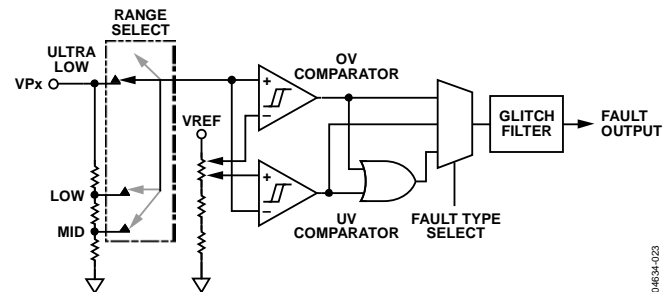 RANGE
SELECT
ULTRA
LOW
VPx
OV
COMPARATOR
+
−
VREF
GLITCH
FILTER
FAULT
OUTPUT
LOW
+
−
MID
UV
COMPARATOR
FAULT TYPE
SELECT
04634-023